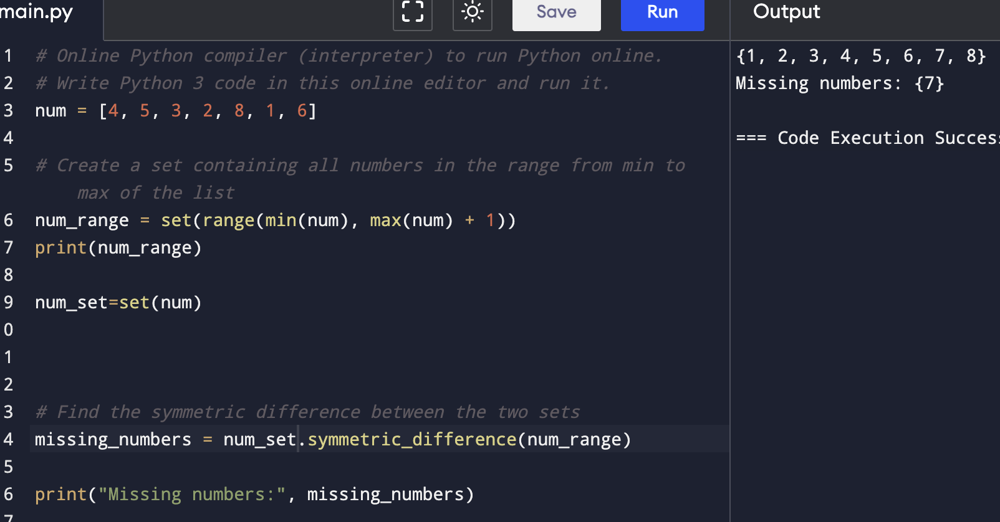 main.py
Save
Run
Output
1 # Online Python compiler (interpreter) to run Python online.
2 # Write Python 3 code in this online editor and run it.
3 num = [4, 5, 3, 2, 8, 1, 6]
4
5 # Create a set containing all numbers in the range from min to
max of the list
6 num_range = set(range(min(num), max(num) + 1))
7 print(num_range)
8
9 num_set=set(num)
0
1
2
3 # Find the symmetric difference between the two sets
4 missing_numbers = num_set.symmetric_difference(num_range)
5
6 print("Missing numbers:", missing_numbers)
7
{1, 2, 3, 4, 5, 6, 7, 8}
Missing numbers: {7}
=== Code Execution Success